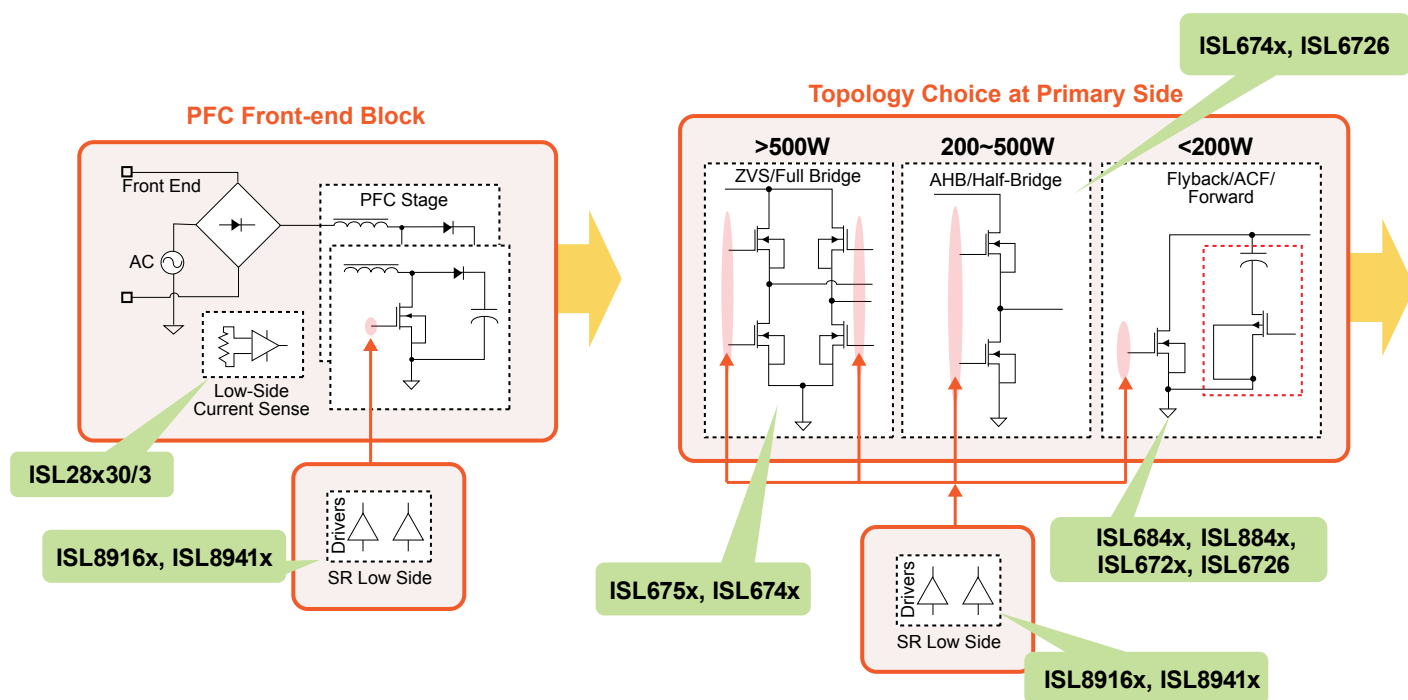 ISL674x, ISL6726
PFC Front-end Block
Topology Choice at Primary Side
Front End
PFC Stage
AC
Low-Side
Current Sense
ISL28x30/3
>500W
ZVS/Full Bridge
200~500W
AHB/Half-Bridge
<200W
Flyback/ACF/
Forward
Drivers
SR Low Side
ISL8916x, ISL8941x
ISL675x, ISL674x
ISL684x, ISL884x,
ISL672x, ISL6726
Drivers
SR Low Side
ISL8916x, ISL8941x